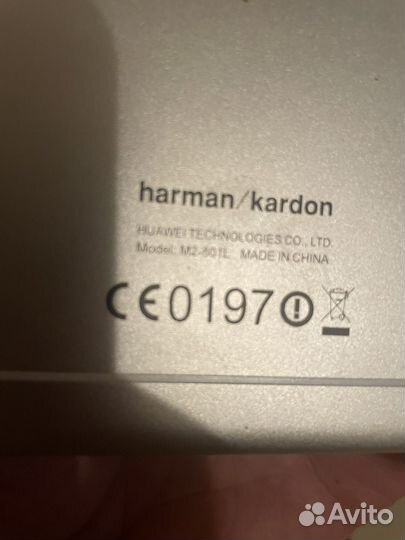 harman/kardon
HUAWEI TECHNOLOGIES CO., LTD.
Model: M2-801L MADE IN CHINA
CE0197
Avito